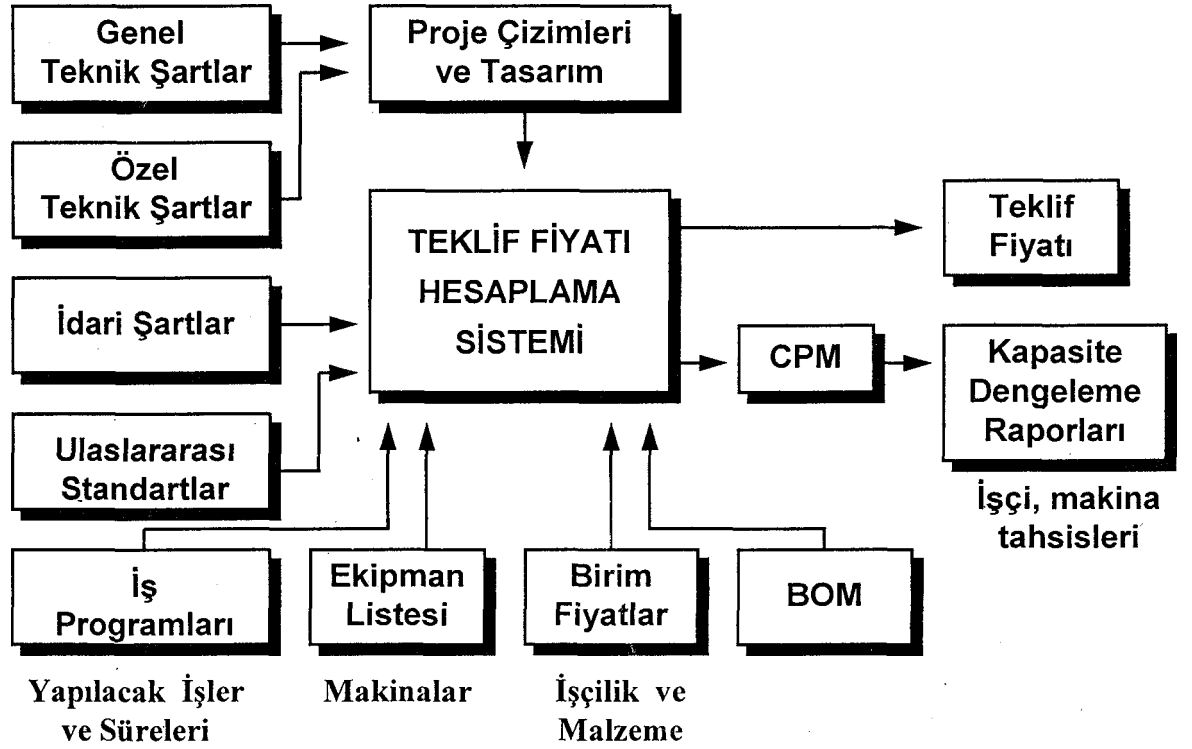 Genel
Teknik Şartlar
Proje Çizimleri
ve Tasarım
Özel
Teknik Şartlar
TEKLİF FİYATI
HESAPLAMA
SİSTEMİ
Teklif
Fiyatı
İdari Şartlar
CPM
Kapasite
Dengeleme
Raporları
İşçi, makina
tahsisleri
Ulaslararası
Standartlar
İş
Programları
Ekipman
Listesi
Birim
Fiyatlar
BOM
Yapılacak İşler
ve Süreleri
Makinalar
İşçilik ve
Malzeme